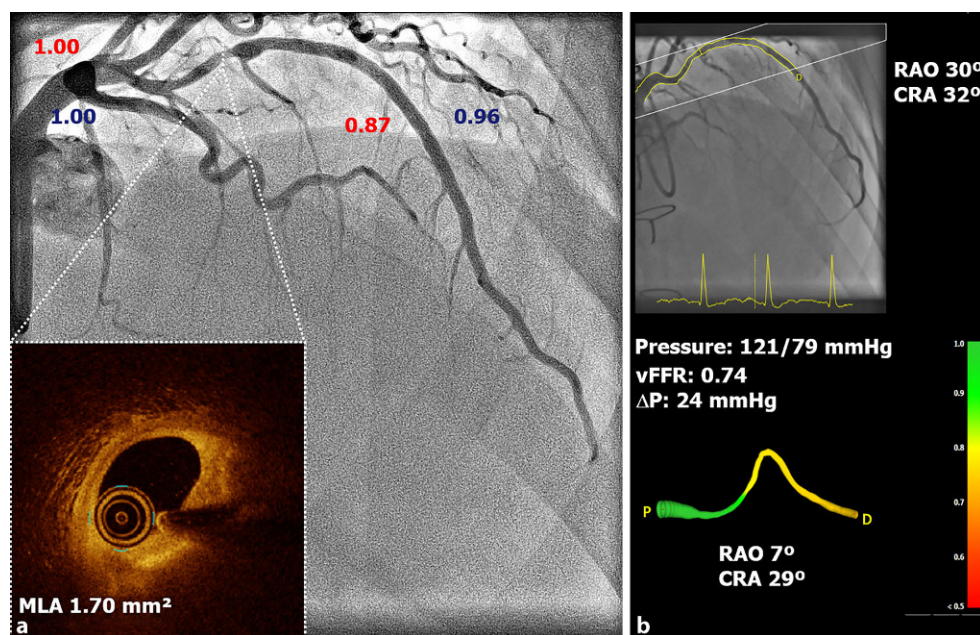 1.00
1.00
0.87
0.96
MLA 1.70 mm²
a
D
RAO 30º
CRA 32º
Pressure: 121/79 mmHg
vFFR: 0.74
ΔP: 24 mmHg
P
D
RAO 7º
CRA 29º
1.0
0.9
0.8
0.7
0.6
< 0.5
b